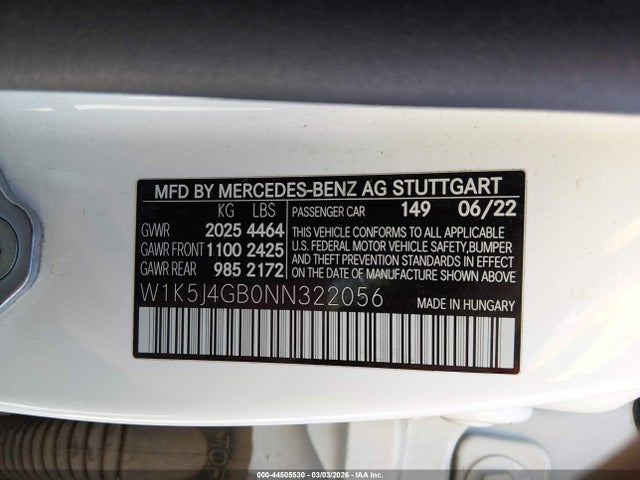 MFD BY MERCEDES-BENZ AG STUTTGART
KG LBS PASSENGER CAR 149 06/22
GVWR 2025 4464
GAWR FRONT 1100 2425
GAWR REAR 985 2172
THIS VEHICLE CONFORMS TO ALL APPLICABLE
U.S. FEDERAL MOTOR VEHICLE SAFETY, BUMPER
AND THEFT PREVENTION STANDARDS IN
EFFECT ON THE DATE OF MANUFACTURE
SHOWN ABOVE.
W1K5J4GB0NN322056 MADE IN HUNGARY
000-44505530 - 03/03/2026 - IAA Inc.